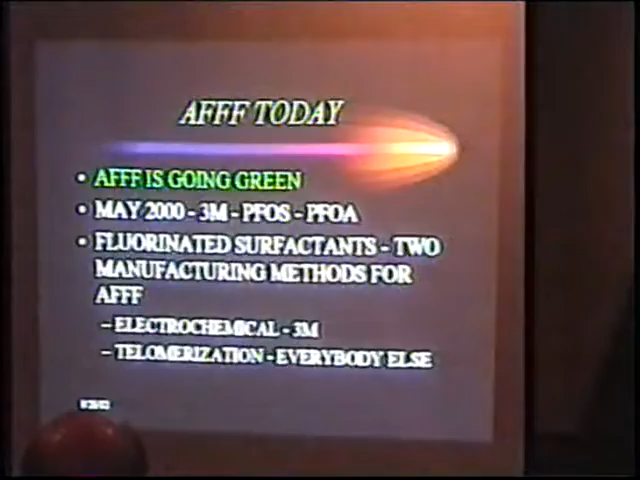 AFFF TODAY
• AFFF IS GOING GREEN
• MAY 2000 - 3M - PFOS - PFOA
• FLUORINATED SURFACTANTS - TWO
MANUFACTURING METHODS FOR
AFFF
– ELECTROCHEMICAL - 3M
– TELOMERIZATION - EVERYBODY ELSE